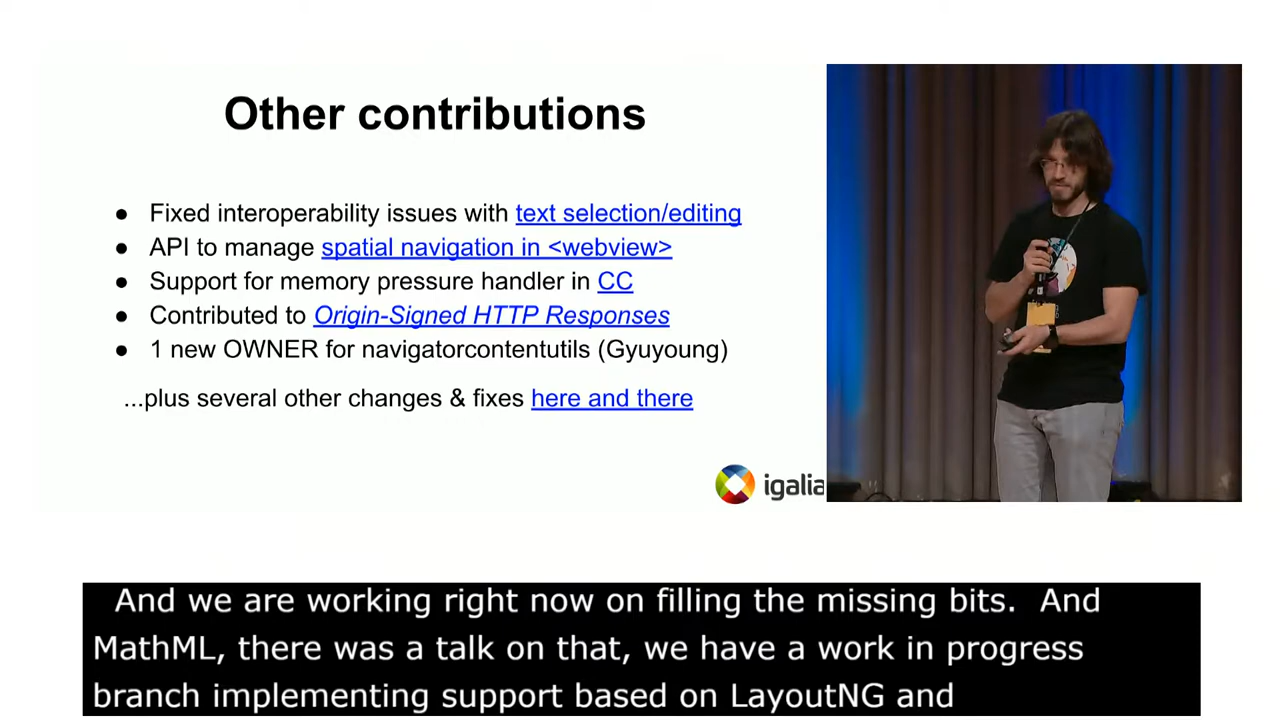 Other contributions
● Fixed interoperability issues with text selection/editing
● API to manage spatial navigation in <webview>
● Support for memory pressure handler in CC
● Contributed to Origin-Signed HTTP Responses
● 1 new OWNER for navigatorcontentutils (Gyuyoung)
...plus several other changes & fixes here and there
igalia
And we are working right now on filling the missing bits. And
MathML, there was a talk on that, we have a work in progress
branch implementing support based on LayoutNG and